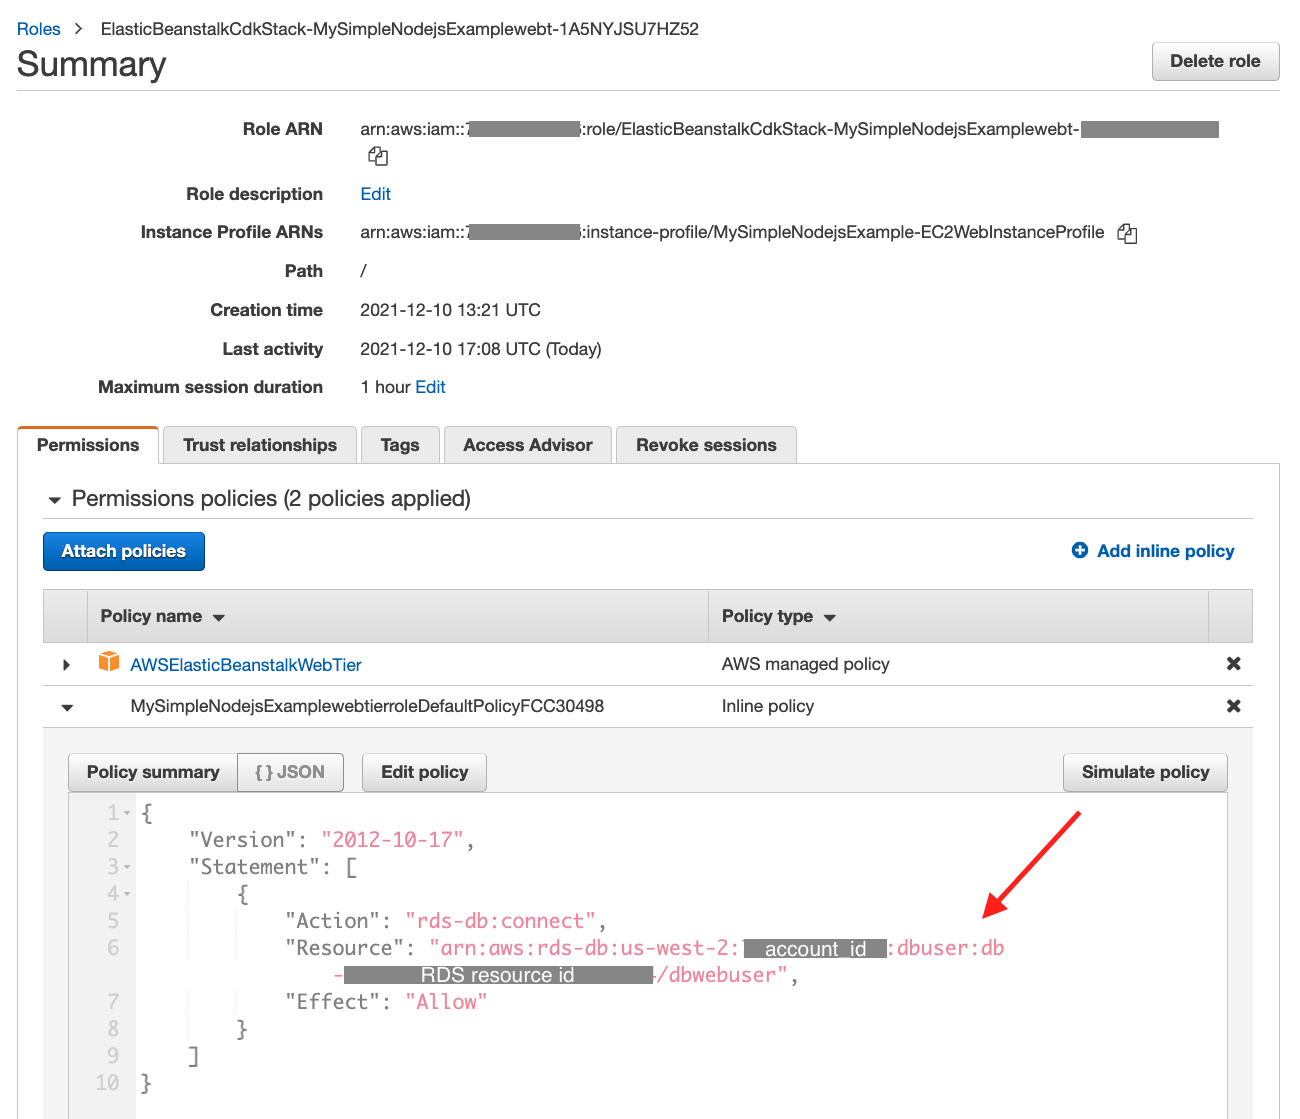 Roles > ElasticBeanstalkCdkStack-MySimpleNodejsExamplewebt-1A5NYJSU7HZ52
Summary
Delete role
Role ARN arn:aws:iam::7 :role/ElasticBeanstalkCdkStack-MySimpleNodejsExamplewebt-
Role description Edit
Instance Profile ARNs arn:aws:iam::7 :instance-profile/MySimpleNodejsExample-EC2WebInstanceProfile
Path /
Creation time 2021-12-10 13:21 UTC
Last activity 2021-12-10 17:08 UTC (Today)
Maximum session duration 1 hour Edit
Permissions Trust relationships Tags Access Advisor Revoke sessions
Permissions policies (2 policies applied)
Attach policies Add inline policy
Policy name Policy type
AWSElasticBeanstalkWebTier AWS managed policy
MySimpleNodejsExamplewebtierroleDefaultPolicyFCC30498 Inline policy
Policy summary { } JSON Edit policy Simulate policy
1 {
2 "Version": "2012-10-17",
3 "Statement": [
4 {
5 "Action": "rds-db:connect",
6 "Resource": "arn:aws:rds-db:us-west-2: account_id :dbuser:db
- RDS resource id /dbwebuser",
7 "Effect": "Allow"
8 }
9 ]
10 }